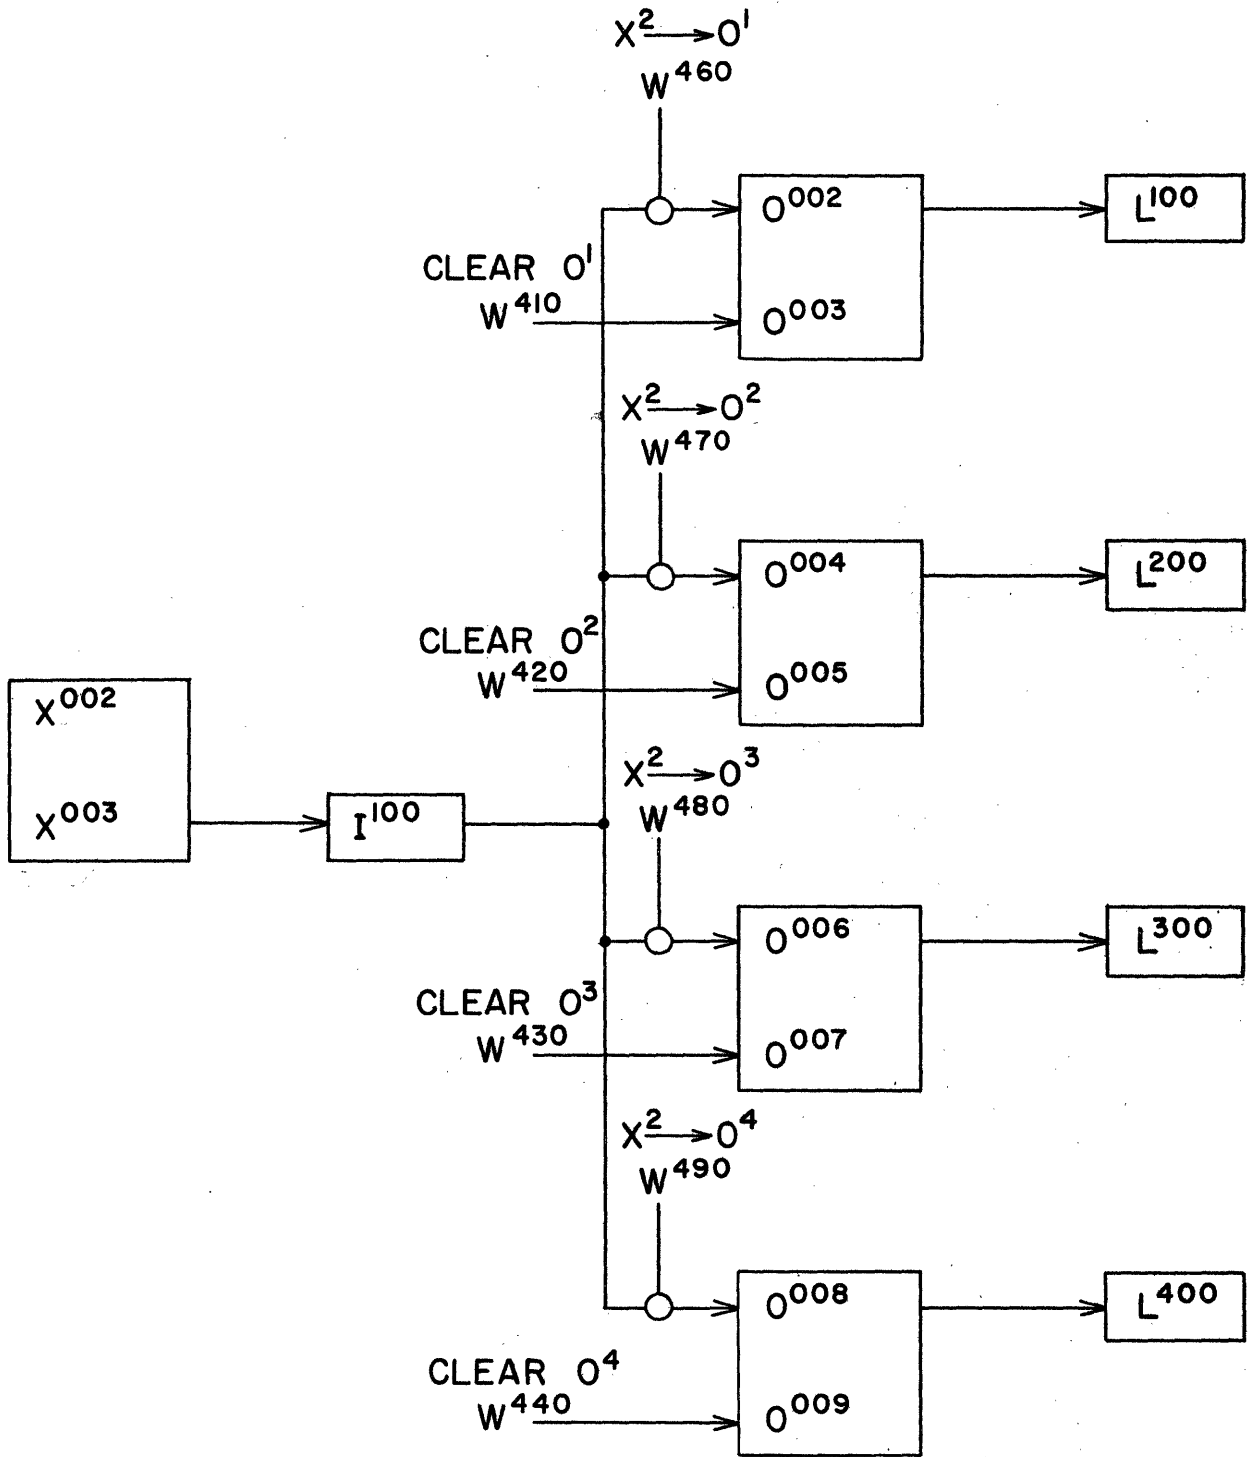 X² → O¹
W⁴⁶⁰
O⁰⁰² L¹⁰⁰
CLEAR O¹
W⁴¹⁰ O⁰⁰³
X² → O²
W⁴⁷⁰
O⁰⁰⁴ L²⁰⁰
CLEAR O²
W⁴²⁰ O⁰⁰⁵
X⁰⁰²
X² → O³
X⁰⁰³ I¹⁰⁰ W⁴⁸⁰
O⁰⁰⁶ L³⁰⁰
CLEAR O³
W⁴³⁰ O⁰⁰⁷
X² → O⁴
W⁴⁹⁰
O⁰⁰⁸ L⁴⁰⁰
CLEAR O⁴
W⁴⁴⁰ O⁰⁰⁹